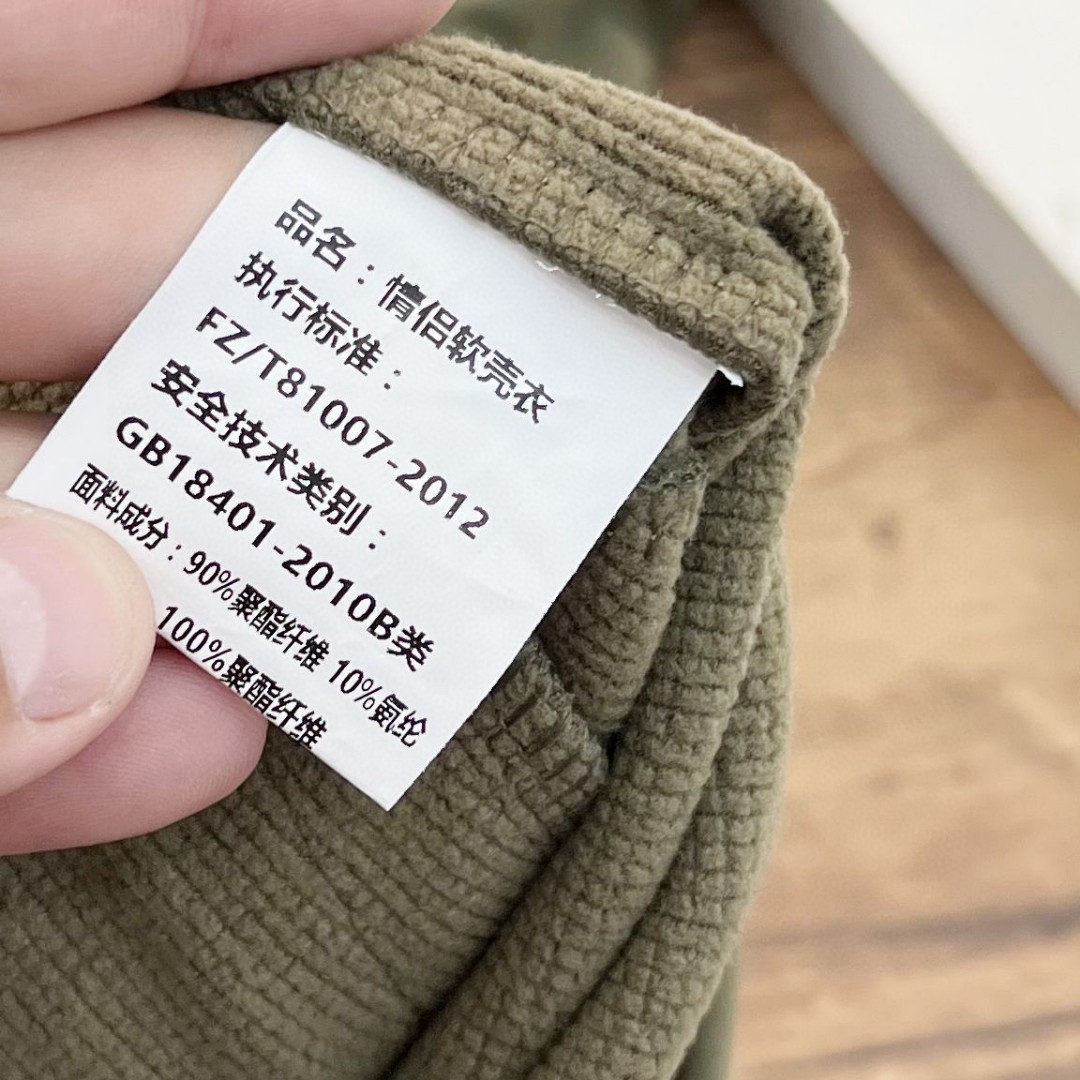 品名：情侣软壳衣
执行标准：
FZ/T81007-2012
安全技术类别：
GB18401-2010B类
面料成分：90%聚酯纤维 10%氨纶
100%聚酯纤维